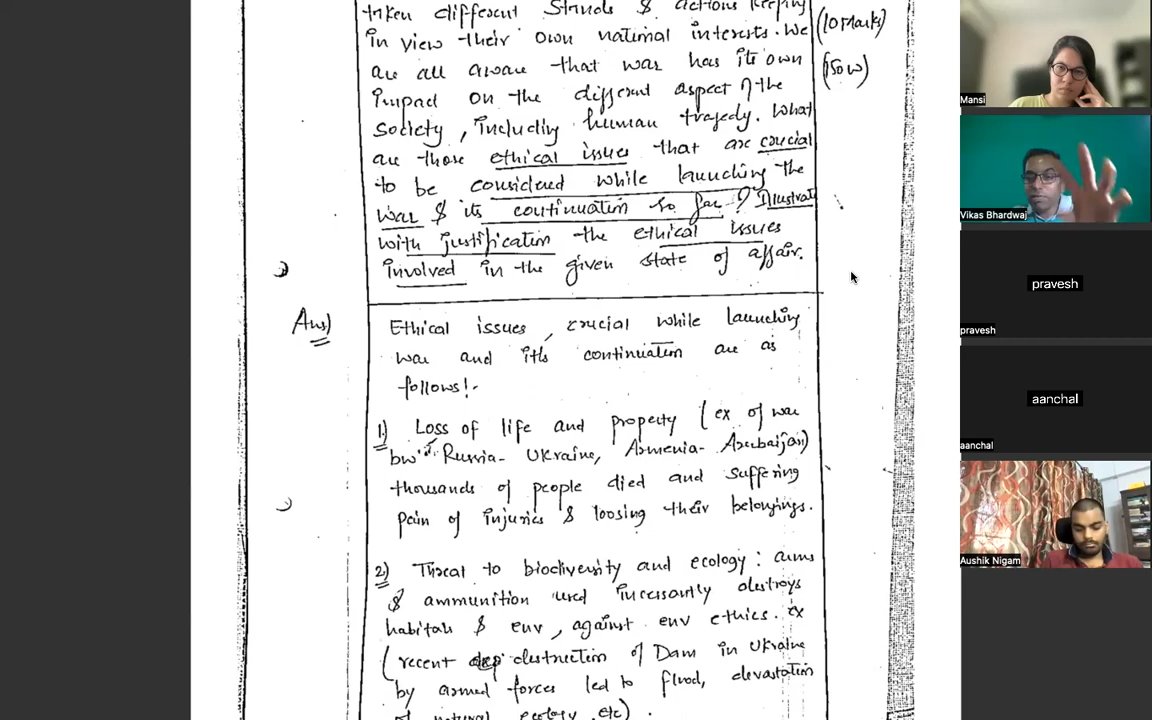 taken different Stands & actions keeping
in view their own national interests. We
are all aware that war has its own
impact on the different aspect of the
society, including human tragedy. What
are those ethical issues that are crucial
to be considered while launching the
war & its continuation so far? Illustrate
with justification the ethical issues
involved in the given state of affair.
(10 Mark)
150 w)
Ans)
Ethical issues, crucial while launching
war and it's continuation are as
follows!-
1) Loss of life and property (ex of war
bw Russia- Ukraine, Armenia- Azerbaijan)
thousands of people died and suffering
pain of injuries & loosing their belongings.
2) Threat to biodiversity and ecology: arms
& ammunition used incessantly destroys
habitats & env, against env ethics. ex
(recent destruction of Dam in Ukraine
by armed forces led to flood, devastation
of natural ecology etc).
Mansi
Vikas Bhardwaj
pravesh
pravesh
aanchal
aanchal
Aushik Nigam